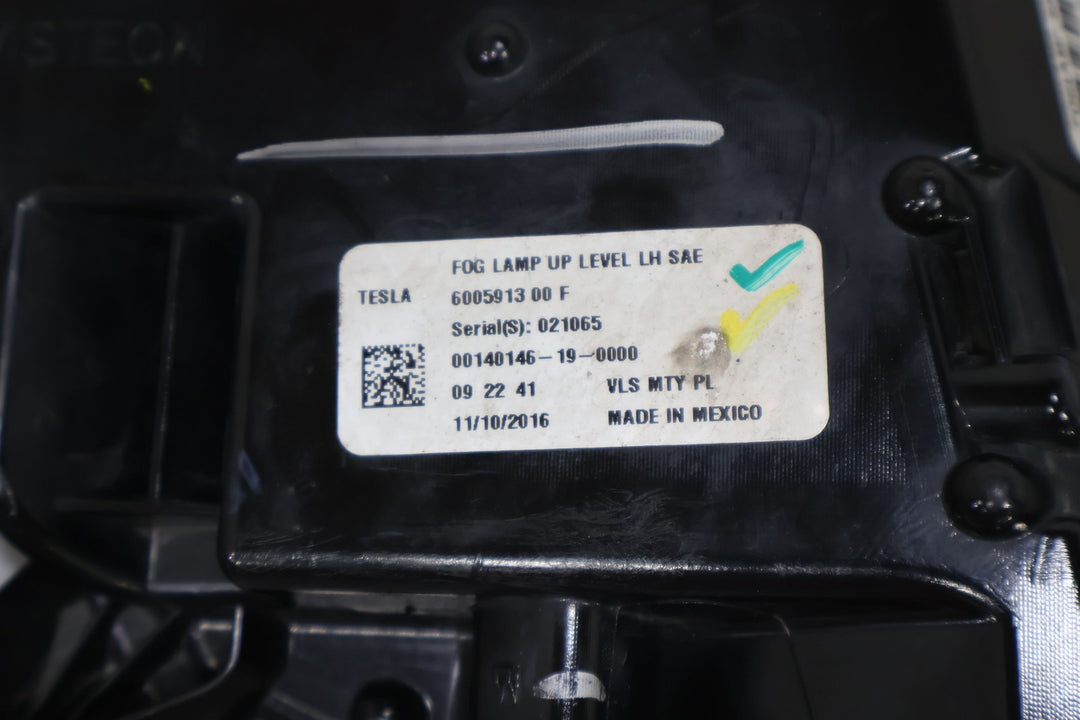 VISTEON
FOG LAMP UP LEVEL LH SAE
TESLA
6005913 00 F
Serial(S): 021065
00140146-19-0000
09 22 41
VLS MTY PL
11/10/2016
MADE IN MEXICO